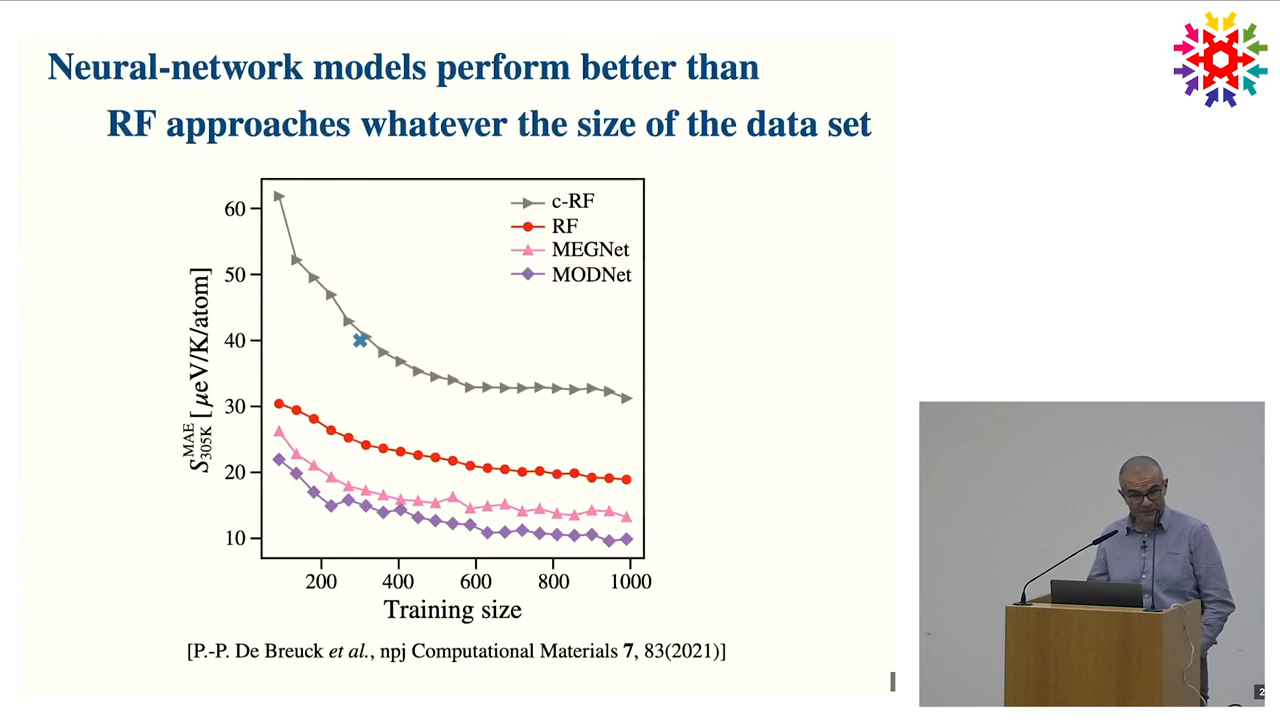 Neural-network models perform better than
RF approaches whatever the size of the data set
c-RF
RF
MEGNet
MODNet
60
50
40
30
20
10
S^MAE_305K [ μeV/K/atom]
200 400 600 800 1000
Training size
[P.-P. De Breuck et al., npj Computational Materials 7, 83(2021)]
2